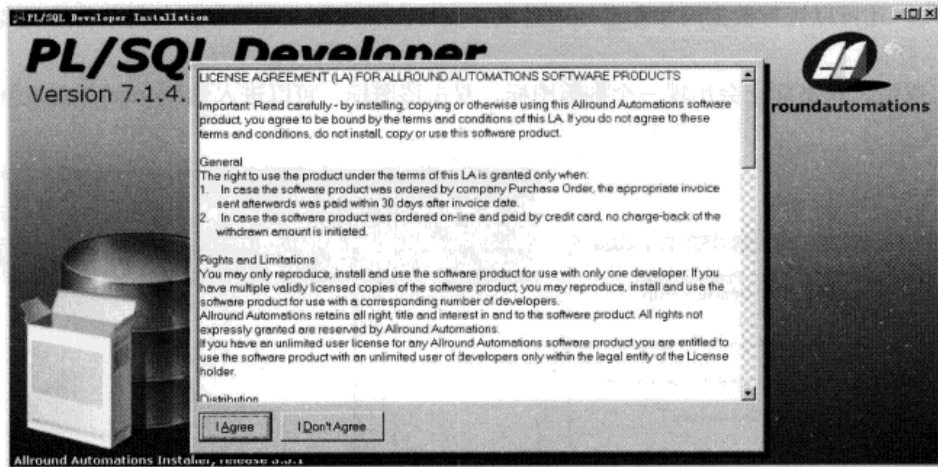 PL/SQL Developer Installation
PL/SQL Developer
Version 7.1.4.
roundautomations
LICENSE AGREEMENT (LA) FOR ALLROUND AUTOMATIONS SOFTWARE PRODUCTS
Important: Read carefully - by installing, copying or otherwise using this Allround Automations software
product, you agree to be bound by the terms and conditions of this LA. If you do not agree to these
terms and conditions, do not install, copy or use this software product.
General
The right to use the product under the terms of this LA is granted only when:
1. In case the software product was ordered by company Purchase Order, the appropriate invoice
sent afterwards was paid within 30 days after invoice date.
2. In case the software product was ordered on-line and paid by credit card, no charge-back of the
withdrawn amount is initiated.
Rights and Limitations
You may only reproduce, install and use the software product for use with only one developer. If you
have multiple validly licensed copies of the software product, you may reproduce, install and use the
software product for use with a corresponding number of developers.
Allround Automations retains all right, title and interest in and to the software product. All rights not
expressly granted are reserved by Allround Automations.
If you have an unlimited user license for any Allround Automations software product you are entitled to
use the software product with an unlimited user of developers only within the legal entity of the License
holder.
Distribution
I Agree
I Don't Agree
Allround Automations Installer, release 3.3.1